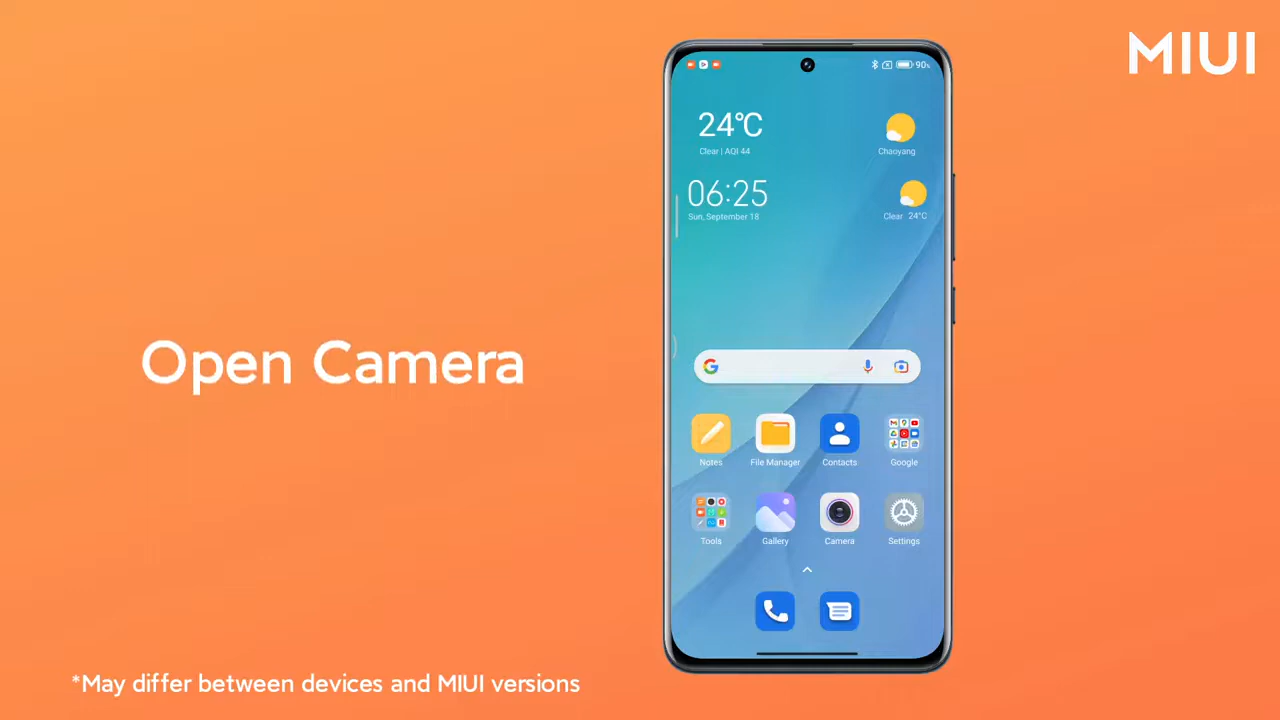 MIUI
90%
24℃
Clear | AQI 44
Chaoyang
06:25
Sun, September 18
Clear 24°C
Open Camera
Notes
File Manager
Contacts
Google
Tools
Gallery
Camera
Settings
*May differ between devices and MIUI versions